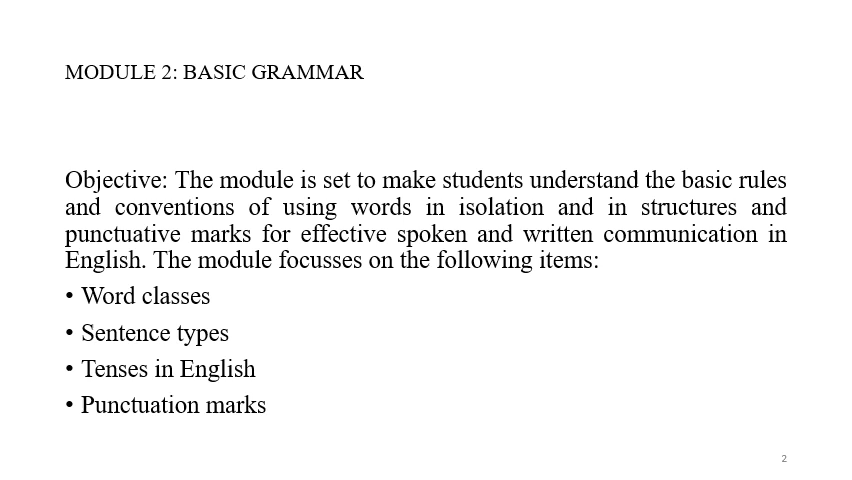 MODULE 2: BASIC GRAMMAR
Objective: The module is set to make students understand the basic rules
and conventions of using words in isolation and in structures and
punctuative marks for effective spoken and written communication in
English. The module focusses on the following items:
• Word classes
• Sentence types
• Tenses in English
• Punctuation marks
2